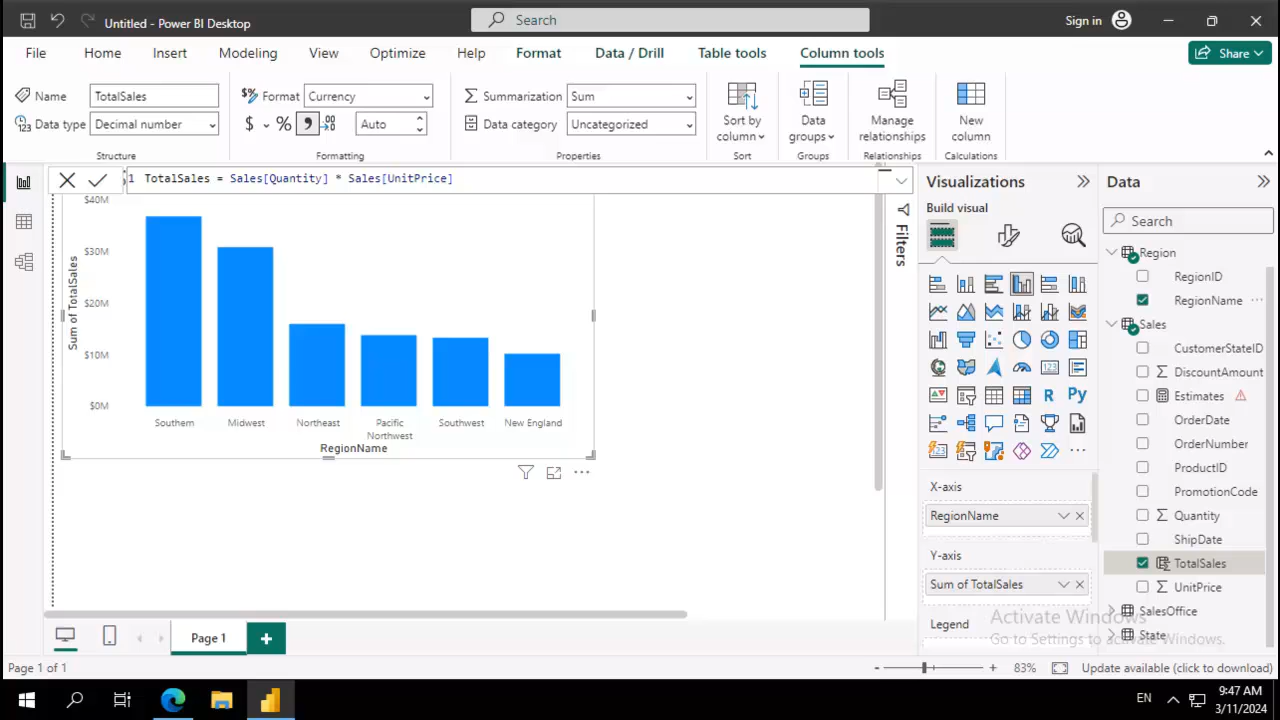 Untitled - Power BI Desktop
Search
Sign in
File Home Insert Modeling View Optimize Help Format Data / Drill Table tools Column tools
Share
Name TotalSales
Format Currency
Summarization Sum
Data type Decimal number
$ % Auto
Data category Uncategorized
Sort by column
Data groups
Manage relationships
New column
Structure
Formatting
Properties
Sort
Groups
Relationships
Calculations
1 TotalSales = Sales[Quantity] * Sales[UnitPrice]
$40M
$30M
$20M
$10M
$0M
Sum of TotalSales
Southern
Midwest
Northeast
Pacific Northwest
Southwest
New England
RegionName
Filters
Visualizations
Build visual
R Py
X-axis
RegionName
Y-axis
Sum of TotalSales
Legend
Data
Search
Region
RegionID
RegionName
Sales
CustomerStateID
DiscountAmount
Estimates
OrderDate
OrderNumber
ProductID
PromotionCode
Quantity
ShipDate
TotalSales
UnitPrice
SalesOffice
State
Activate Windows
Go to Settings to activate Windows.
Page 1
Page 1 of 1
83%
Update available (click to download)
EN
9:47 AM
3/11/2024